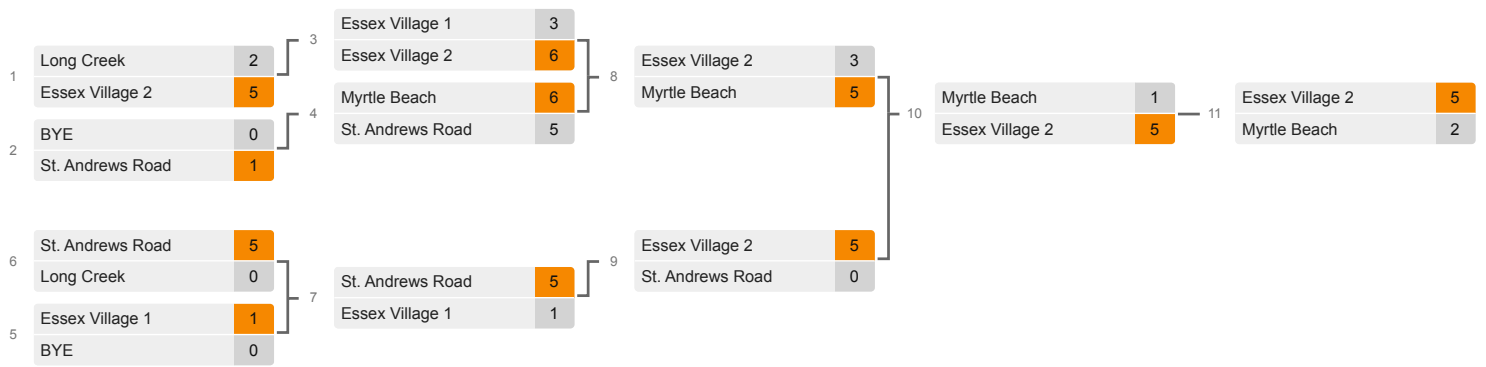 1
Long Creek 2
Essex Village 2 5
2
BYE 0
St. Andrews Road 1
3
Essex Village 1 3
Essex Village 2 6
4
Myrtle Beach 6
St. Andrews Road 5
8
Essex Village 2 3
Myrtle Beach 5
10
Myrtle Beach 1
Essex Village 2 5
11
Essex Village 2 5
Myrtle Beach 2
6
St. Andrews Road 5
Long Creek 0
5
Essex Village 1 1
BYE 0
7
St. Andrews Road 5
Essex Village 1 1
9
Essex Village 2 5
St. Andrews Road 0